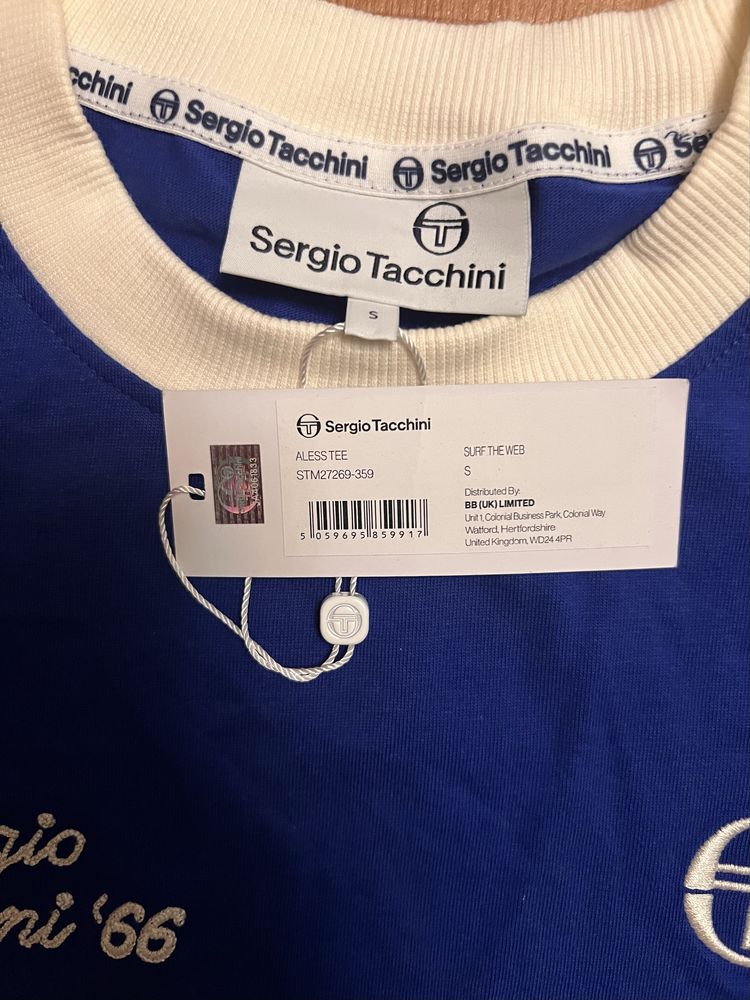 cchini Sergio Tacchini Sergio Tacchini Se
Sergio Tacchini
S
Sergio Tacchini
ALESS TEE
STM27269-359
SURF THE WEB
S
5 059695 859917
Distributed By:
BB (UK) LIMITED
Unit 1, Colonial Business Park, Colonial Way
Watford, Hertfordshire
United Kingdom, WD24 4PR
gio
ni '66